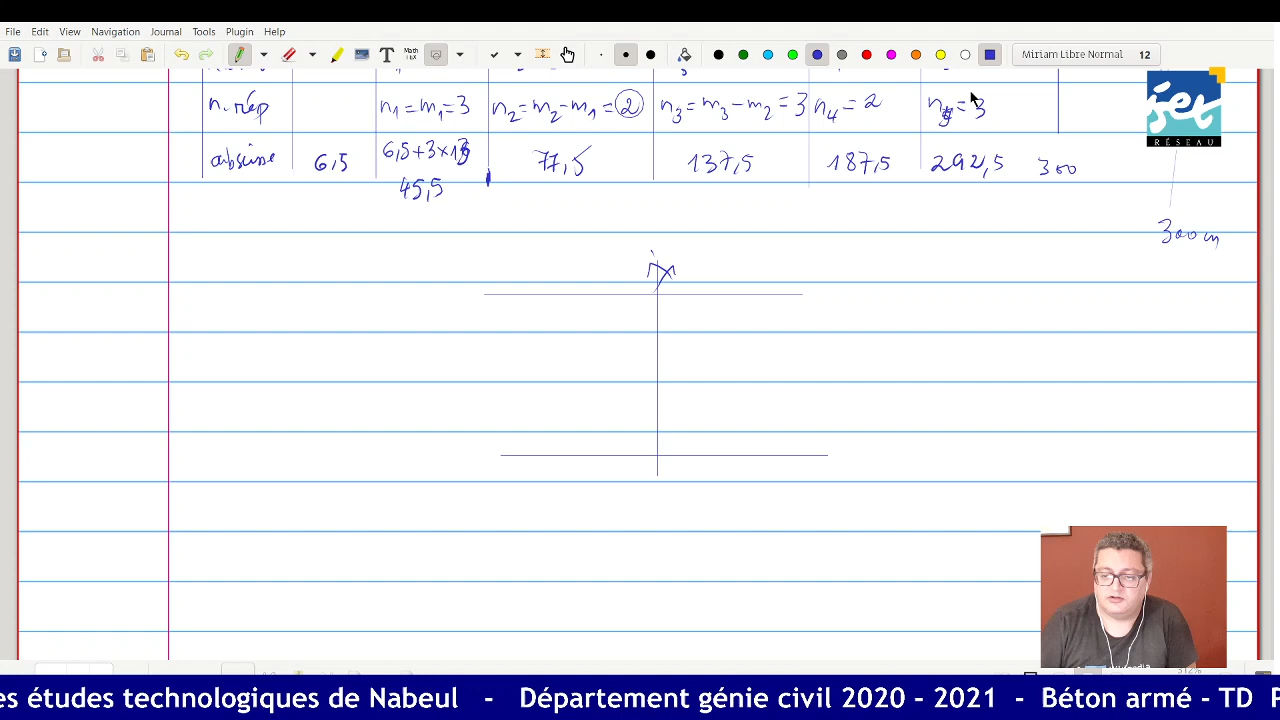 File Edit View Navigation Journal Tools Plugin Help
T Math TEX Miriam Libre Normal 12
n. rép n1 = m1 = 3 n2 = m2 - m1 = 2 n3 = m3 - m2 = 3 n4 = 2 n5 = 3
abscisse 6,5 6,5 + 3 × 13 77,5 137,5 187,5 292,5 300
45,5
300 cm
iset
RÉSEAU
es études technologiques de Nabeul - Département génie civil 2020 - 2021 - Béton armé - TD P